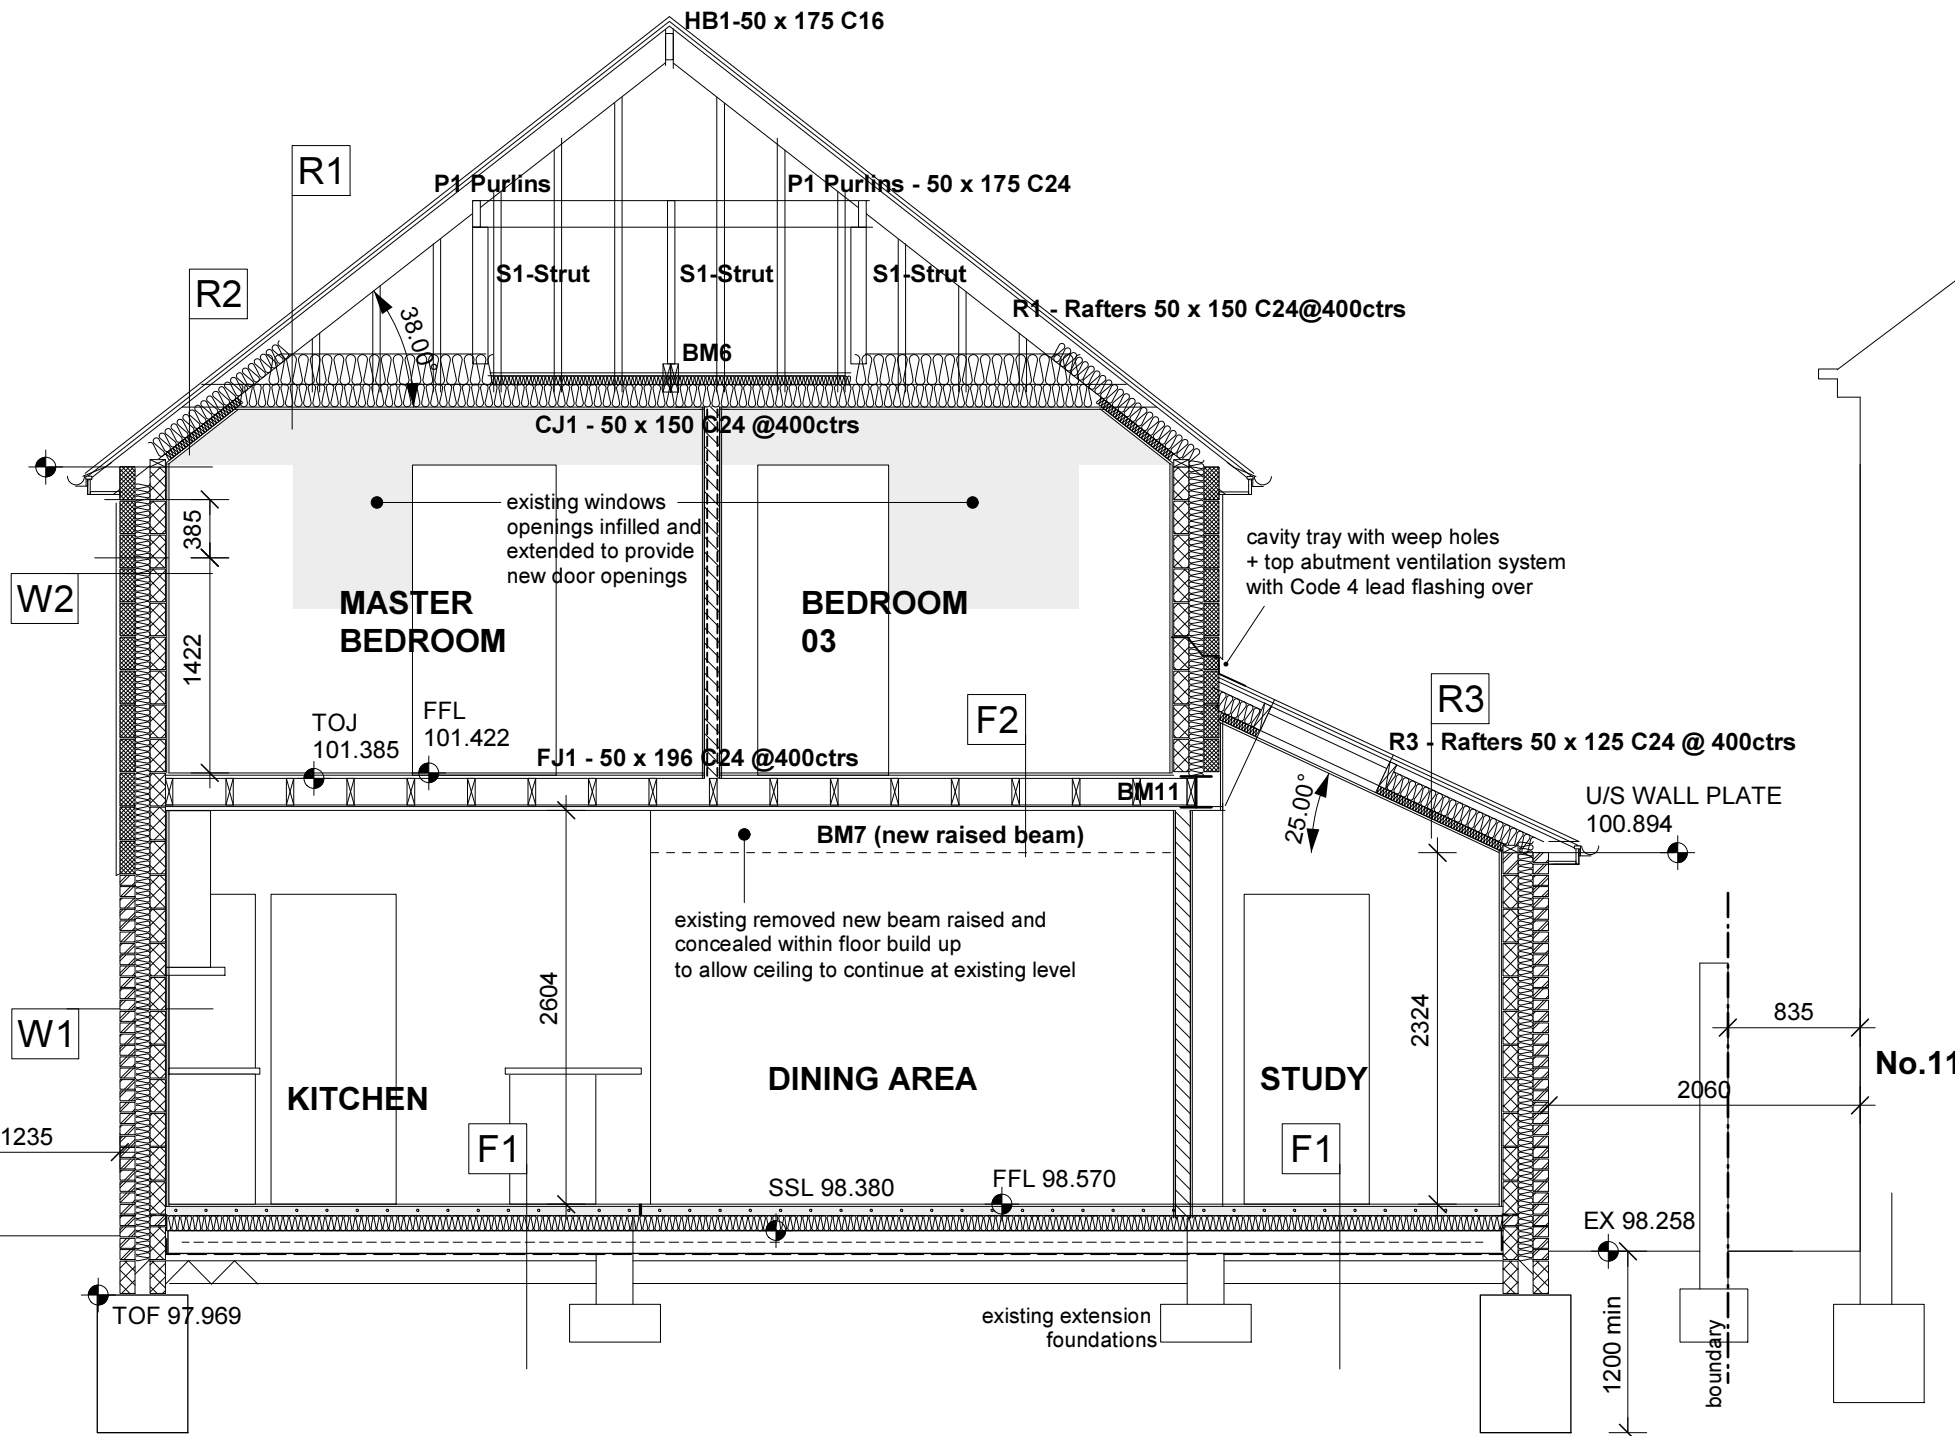 HB1-50 x 175 C16
R1
P1 Purlins
P1 Purlins - 50 x 175 C24
R2
S1-Strut
S1-Strut
S1-Strut
38.00°
R1 - Rafters 50 x 150 C24@400ctrs
BM6
CJ1 - 50 x 150 C24 @400ctrs
385
existing windows
openings infilled and
extended to provide
new door openings
cavity tray with weep holes
+ top abutment ventilation system
with Code 4 lead flashing over
W2
MASTER
BEDROOM
BEDROOM
03
1422
TOJ
101.385
FFL
101.422
F2
R3
FJ1 - 50 x 196 C24 @400ctrs
R3 - Rafters 50 x 125 C24 @ 400ctrs
BM11
25.00°
U/S WALL PLATE
100.894
BM7 (new raised beam)
existing removed new beam raised and
concealed within floor build up
to allow ceiling to continue at existing level
2604
2324
W1
835
No.11
KITCHEN
DINING AREA
STUDY
2060
1235
F1
F1
SSL 98.380
FFL 98.570
EX 98.258
TOF 97.969
existing extension
foundations
1200 min
boundary